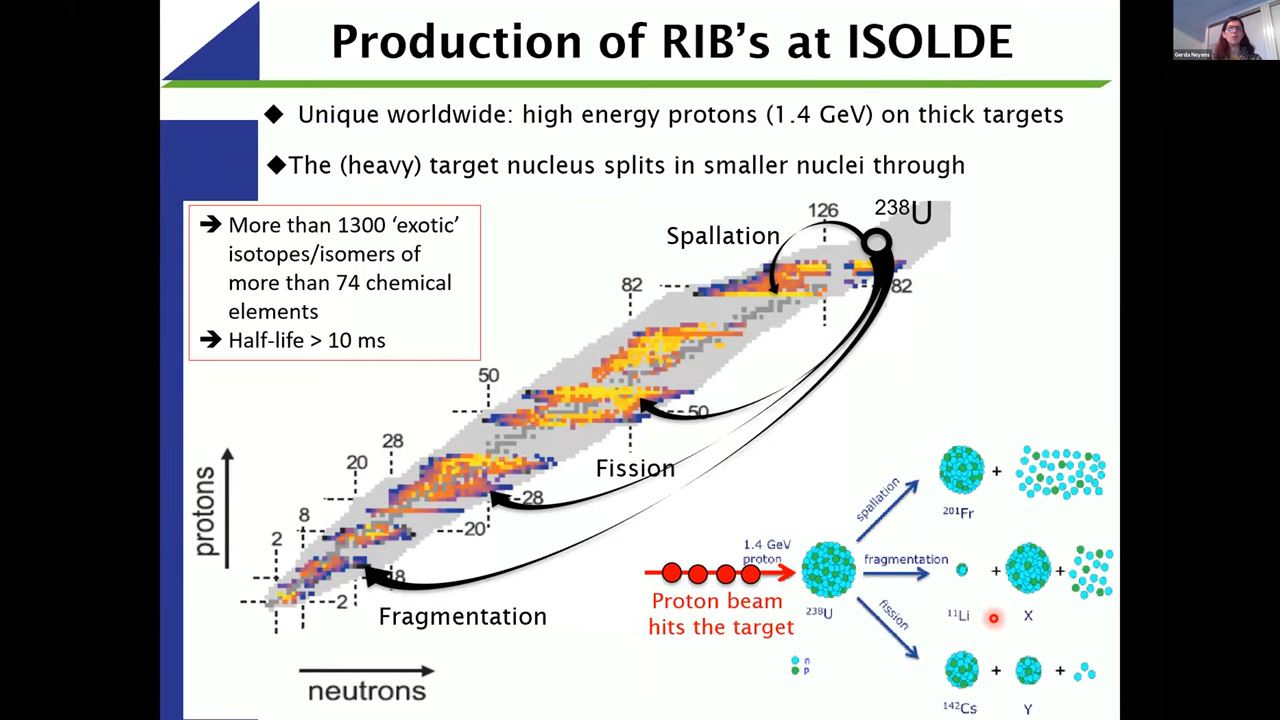 Production of RIB's at ISOLDE
Gerda Neyens
◆ Unique worldwide: high energy protons (1.4 GeV) on thick targets
◆The (heavy) target nucleus splits in smaller nuclei through
➔ More than 1300 ‘exotic’
isotopes/isomers of
more than 74 chemical
elements
➔ Half-life > 10 ms
126
238U
Spallation
82
82
50
50
28
20
Fission
28
20
8
2
8
2
protons
Fragmentation
neutrons
1.4 GeV
proton
Proton beam
hits the target
238U
spallation
+
201Fr
fragmentation
+
+
11Li
X
fission
+
+
142Cs
Y
n
p